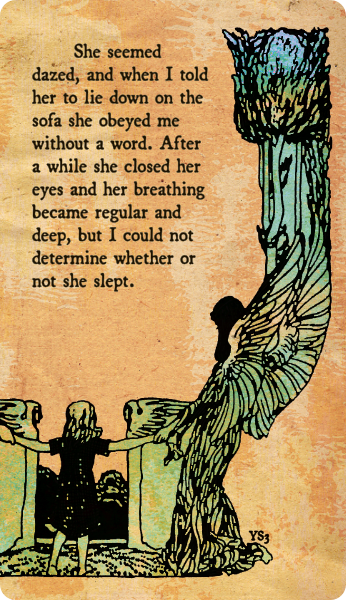 She seemed
dazed, and when I told
her to lie down on the
sofa she obeyed me
without a word. After
a while she closed her
eyes and her breathing
became regular and
deep, but I could not
determine whether or
not she slept.
YS3